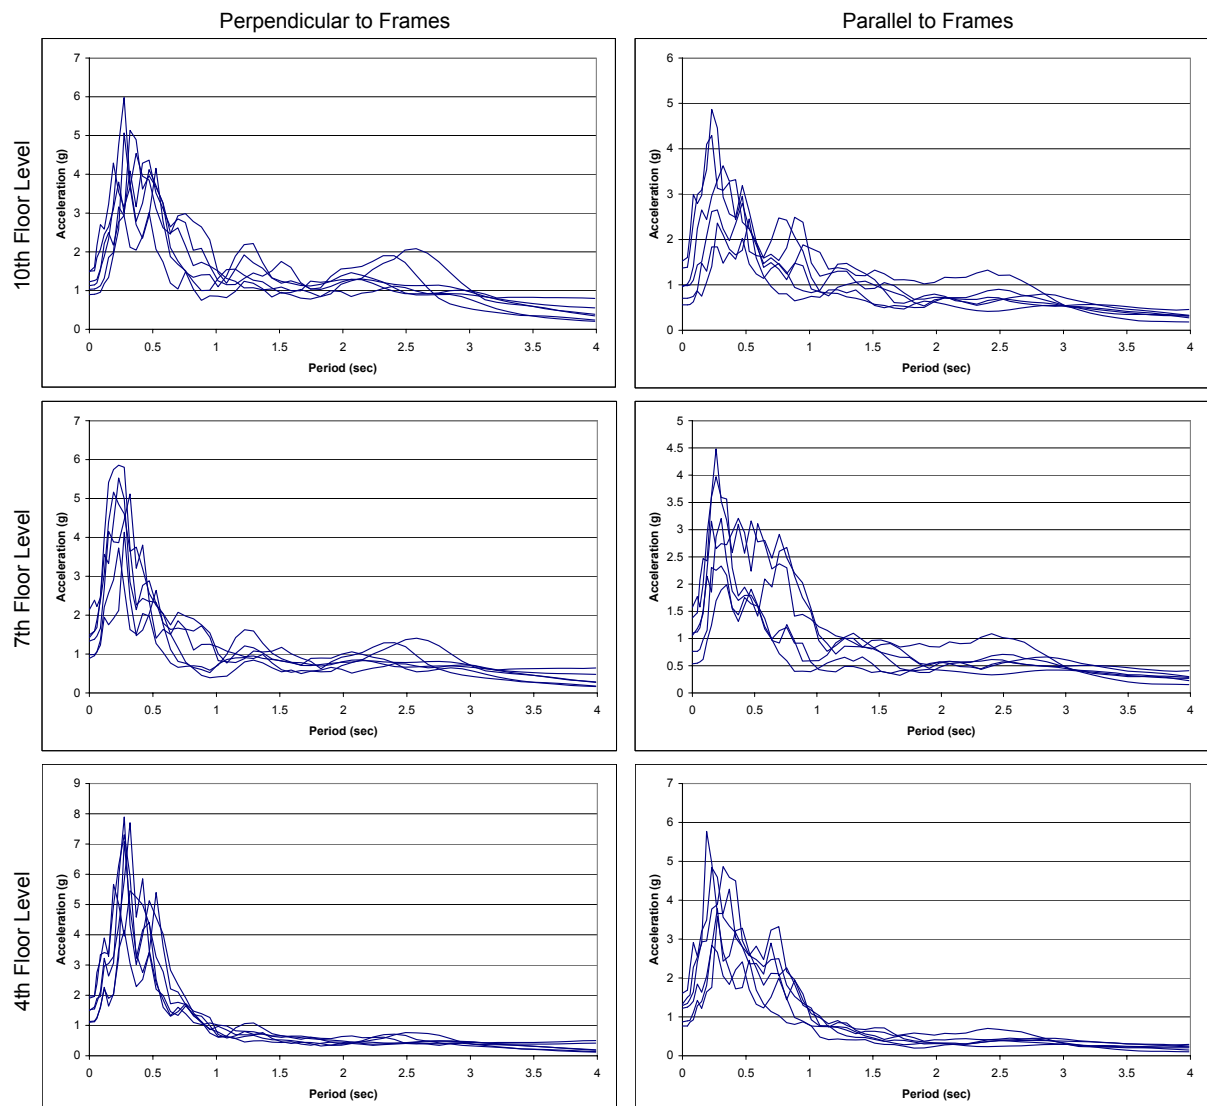 Perpendicular to Frames
Parallel to Frames
10th Floor Level
7
6
5
4
3
2
1
0
Acceleration (g)
0 0.5 1 1.5 2 2.5 3 3.5 4
Period (sec)
6
5
4
3
2
1
0
Acceleration (g)
0 0.5 1 1.5 2 2.5 3 3.5 4
Period (sec)
7th Floor Level
7
6
5
4
3
2
1
0
Acceleration (g)
0 0.5 1 1.5 2 2.5 3 3.5 4
Period (sec)
5
4.5
4
3.5
3
2.5
2
1.5
1
0.5
0
Acceleration (g)
0 0.5 1 1.5 2 2.5 3 3.5 4
Period (sec)
4th Floor Level
9
8
7
6
5
4
3
2
1
0
Acceleration (g)
0 0.5 1 1.5 2 2.5 3 3.5 4
Period (sec)
7
6
5
4
3
2
1
0
Acceleration (g)
0 0.5 1 1.5 2 2.5 3 3.5 4
Period (sec)